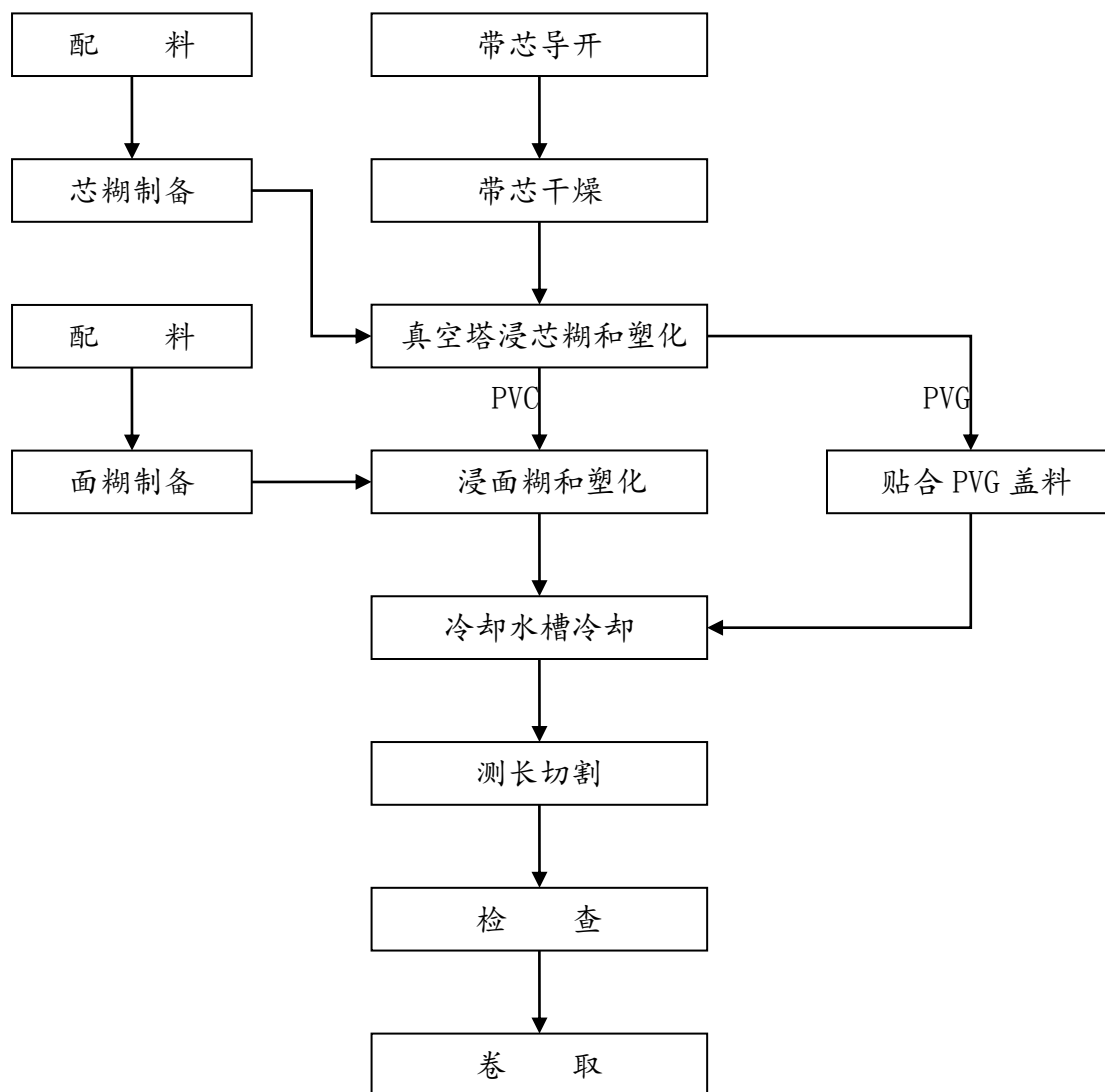 配 料
带芯导开
芯糊制备
带芯干燥
配 料
真空塔浸芯糊和塑化
PVC
PVG
面糊制备
浸面糊和塑化
贴合 PVG 盖料
冷却水槽冷却
测长切割
检 查
卷 取